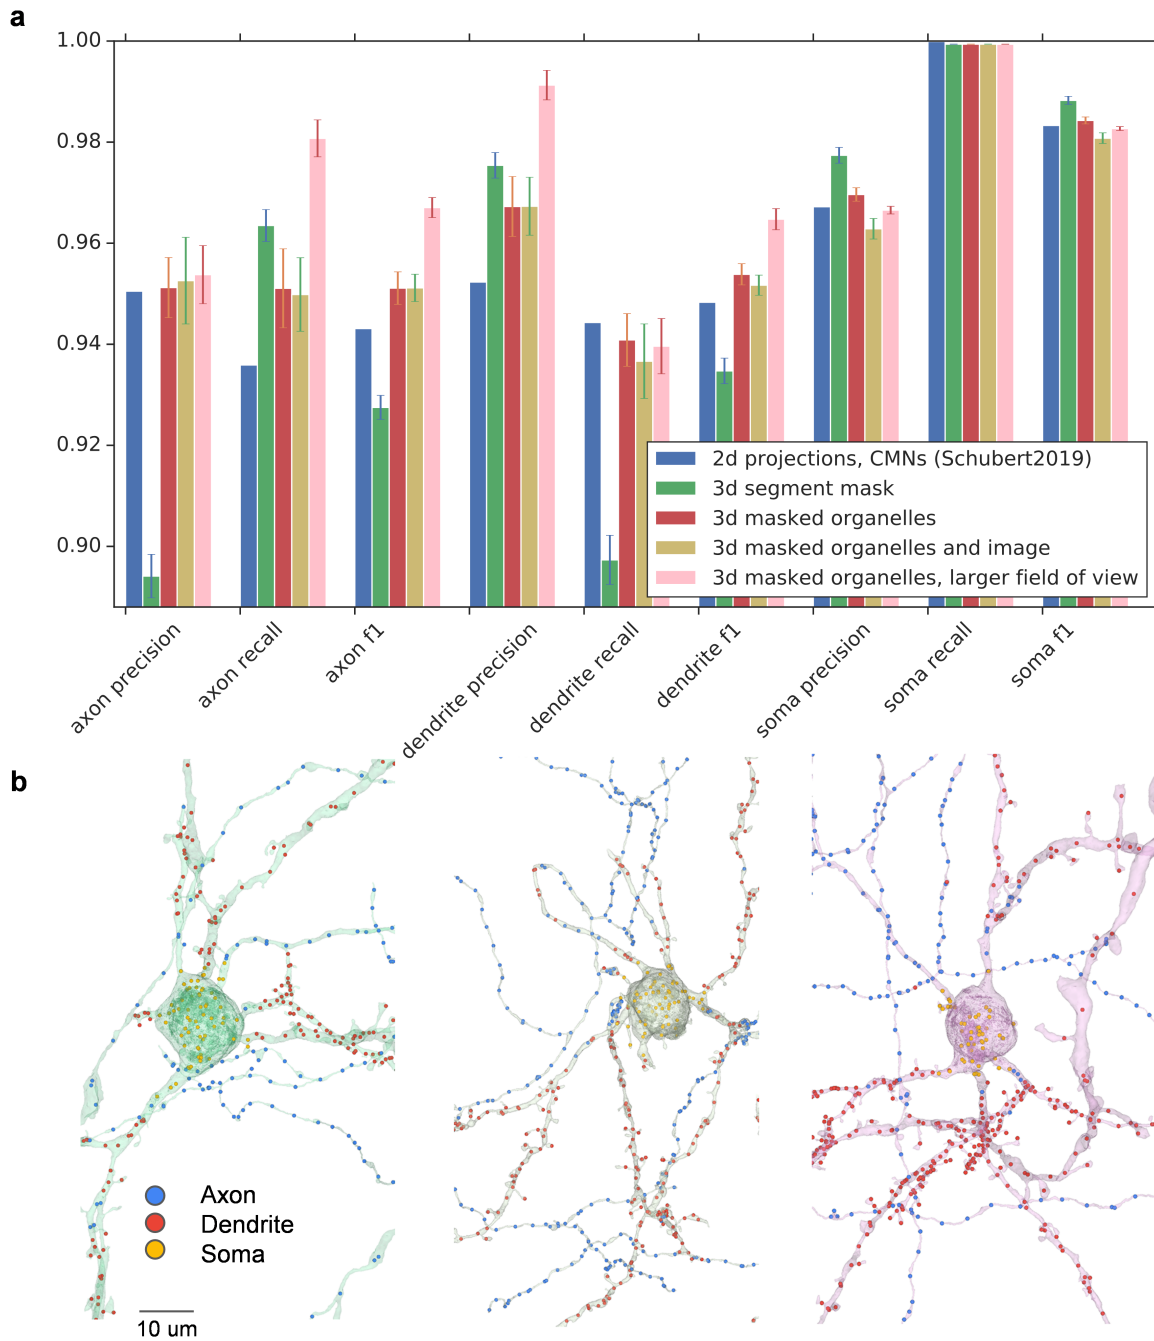 a
1.00
0.98
0.96
0.94
0.92
0.90
2d projections, CMNs (Schubert2019)
3d segment mask
3d masked organelles
3d masked organelles and image
3d masked organelles, larger field of view
axon precision
axon recall
axon f1
dendrite precision
dendrite recall
dendrite f1
soma precision
soma recall
soma f1
b
Axon
Dendrite
Soma
10 um